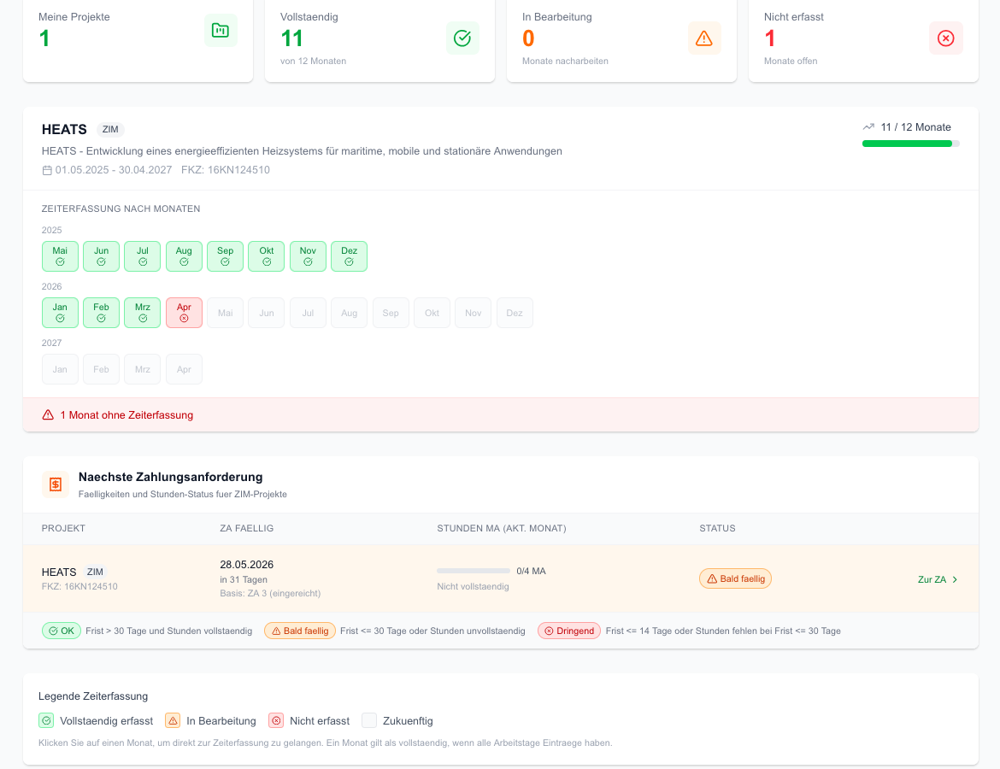 Meine Projekte
1
Vollstaendig
11
von 12 Monaten
In Bearbeitung
0
Monate nacharbeiten
Nicht erfasst
1
Monate offen
HEATS ZIM
11 / 12 Monate
HEATS - Entwicklung eines energieeffizienten Heizsystems für maritime, mobile und stationäre Anwendungen
01.05.2025 - 30.04.2027 FKZ: 16KN124510
ZEITERFASSUNG NACH MONATEN
2025
Mai Jun Jul Aug Sep Okt Nov Dez
2026
Jan Feb Mrz Apr Mai Jun Jul Aug Sep Okt Nov Dez
2027
Jan Feb Mrz Apr
1 Monat ohne Zeiterfassung
Naechste Zahlungsanforderung
Faelligkeiten und Stunden-Status fuer ZIM-Projekte
PROJEKT ZA FAELLIG STUNDEN MA (AKT. MONAT) STATUS
HEATS ZIM
FKZ: 16KN124510
28.05.2026
in 31 Tagen
Basis: ZA 3 (eingereicht)
0/4 MA
Nicht vollstaendig
Bald faellig
Zur ZA
OK Frist > 30 Tage und Stunden vollstaendig Bald faellig Frist <= 30 Tage oder Stunden unvollstaendig Dringend Frist <= 14 Tage oder Stunden fehlen bei Frist <= 30 Tage
Legende Zeiterfassung
Vollstaendig erfasst In Bearbeitung Nicht erfasst Zukuenftig
Klicken Sie auf einen Monat, um direkt zur Zeiterfassung zu gelangen. Ein Monat gilt als vollstaendig, wenn alle Arbeitstage Eintraege haben.